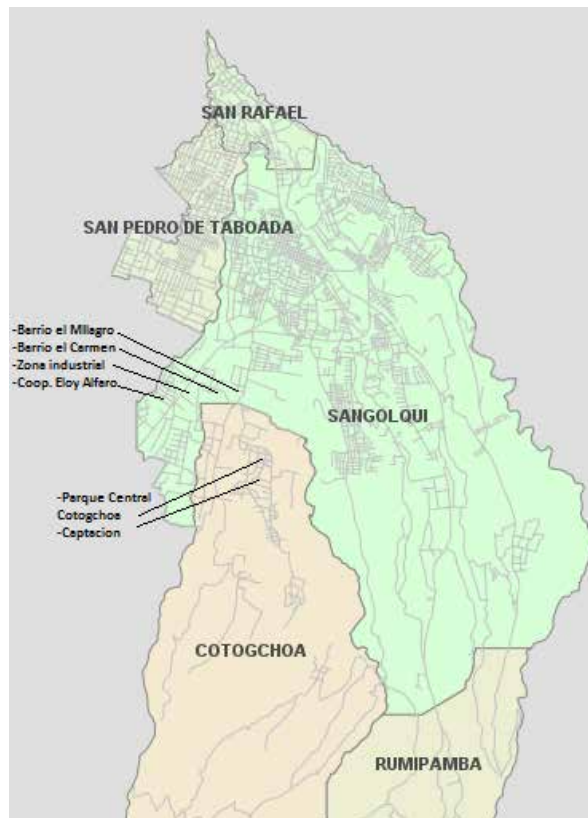 SAN RAFAEL
SAN PEDRO DE TABOADA
-Barrio el Milagro
-Barrio el Carmen
-Zona industrial
-Coop. Eloy Alfaro
SANGOLQUI
-Parque Central
Cotogchoa
-Captacion
COTOGCHOA
RUMIPAMBA